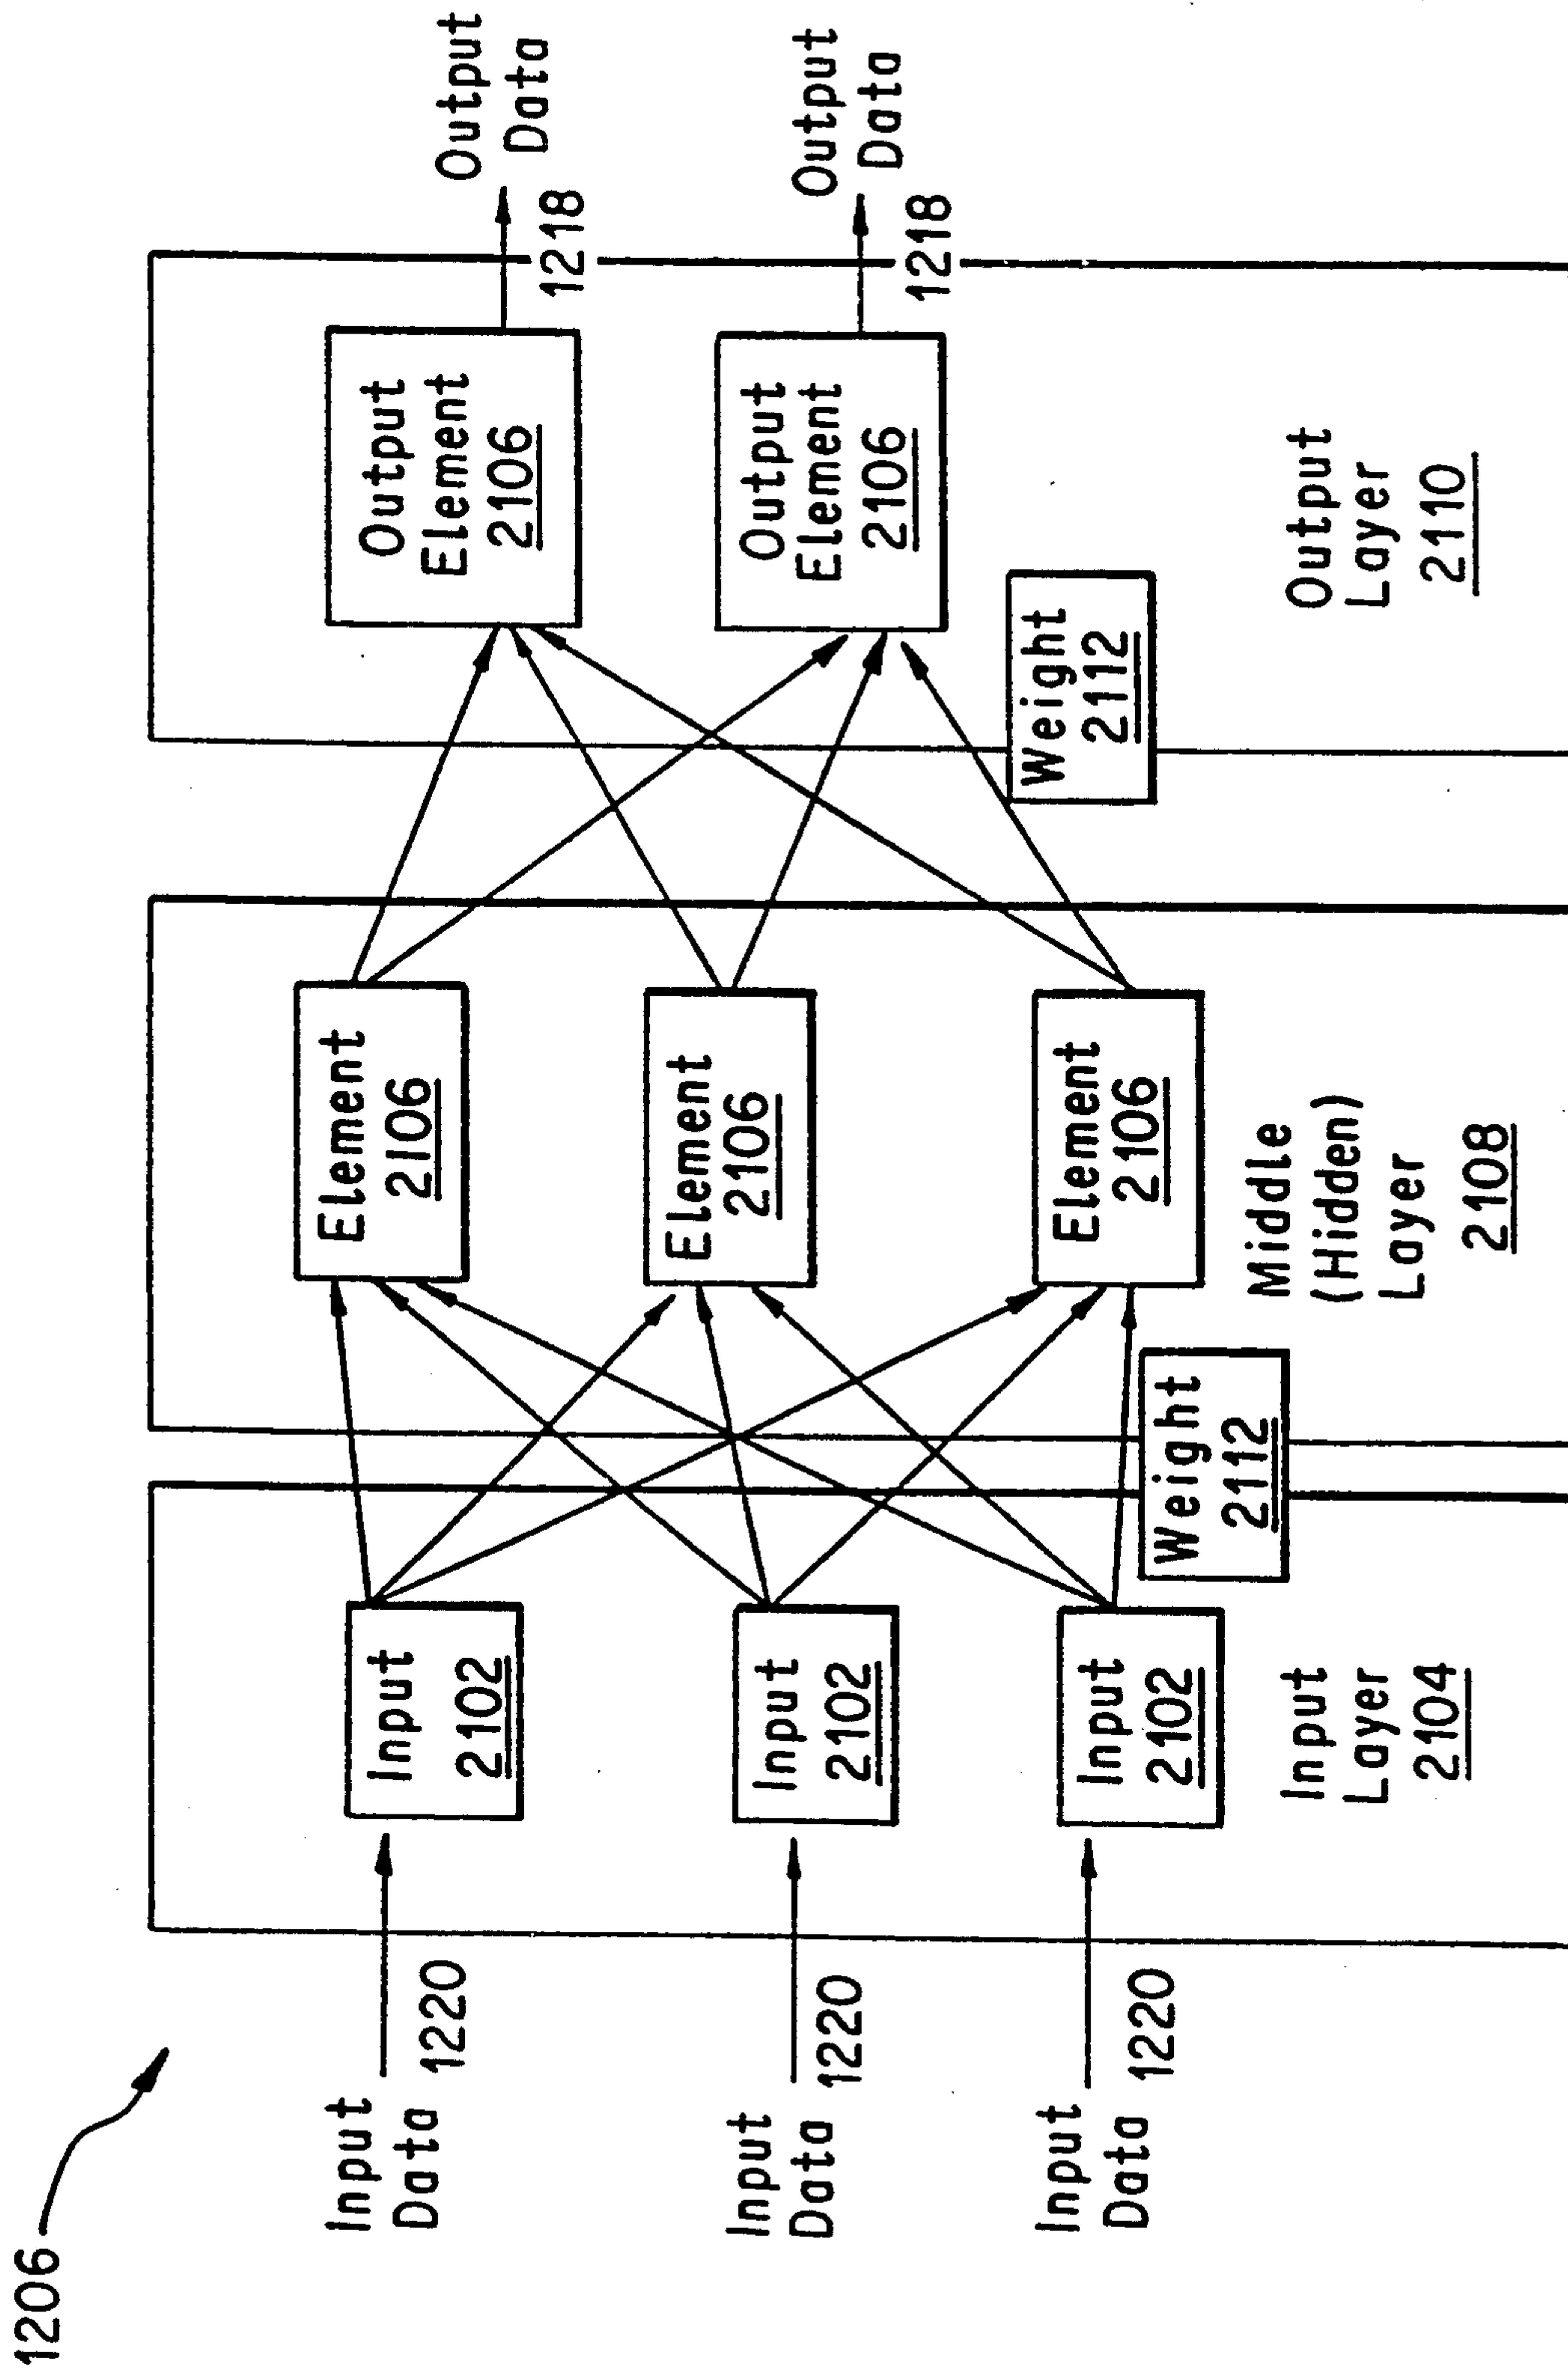 1206
Input
Data 1220
Input
Data 1220
Input
Data 1220
Input
2102
Input
2102
Input
2102
Input
Layer
2104
Weight
2112
Element
2106
Element
2106
Element
2106
Middle
(Hidden)
Layer
2108
Weight
2112
Output
Element
2106
Output
Element
2106
Output
Layer
2110
1218
Output
Data
1218
Output
Data